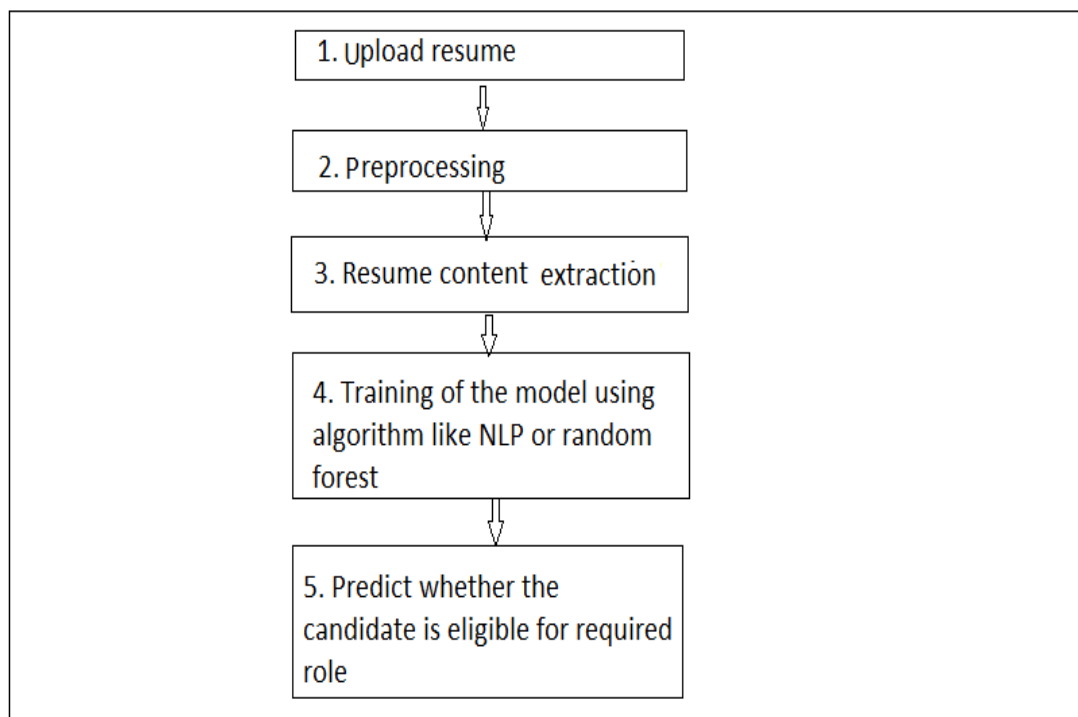 1. Upload resume
2. Preprocessing
3. Resume content extraction
4. Training of the model using
algorithm like NLP or random
forest
5. Predict whether the
candidate is eligible for required
role